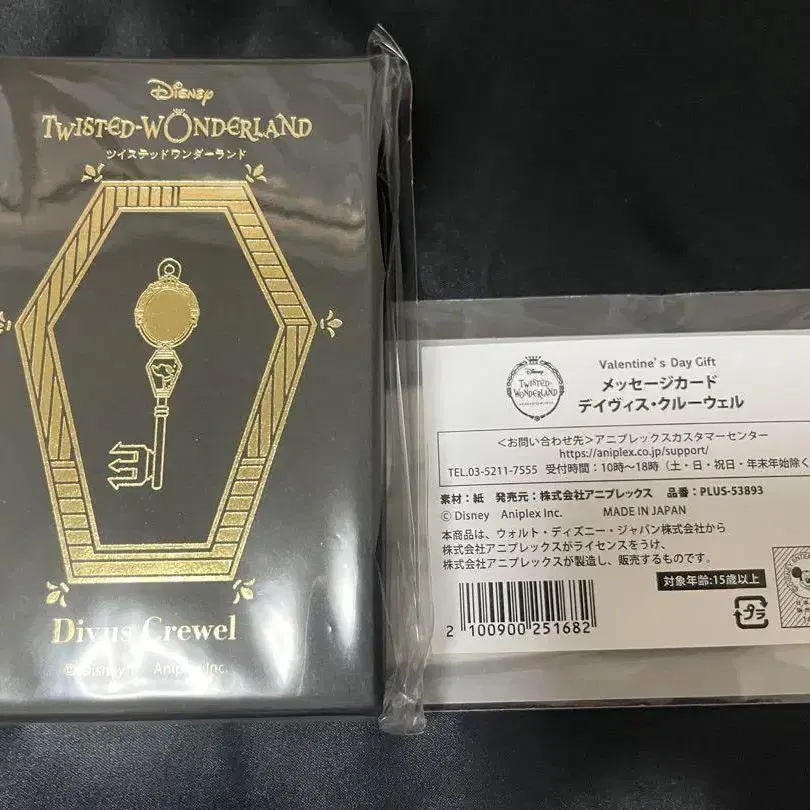 Disney
TWISTED-WONDERLAND
ツイステッドワンダーランド
Divus Crewel
© Disney Aniplex Inc.
Disney
TWISTED-WONDERLAND
Valentine's Day Gift
メッセージカード
デイヴィス・クルーウェル
<お問い合わせ先>アニプレックスカスタマーセンター
https://aniplex.co.jp/support/
TEL.03-5211-7555 受付時間:10時~18時(土・日・祝日・年末年始除く
素材:紙 発売元:株式会社アニプレックス 品番:PLUS-53893
© Disney Aniplex Inc. MADE IN JAPAN
本商品は、ウォルト・ディズニー・ジャパン株式会社から
株式会社アニプレックスがライセンスをうけ、
株式会社アニプレックスが製造し、販売するものです。
対象年齢:15歳以上
2 100900 251682
プラ